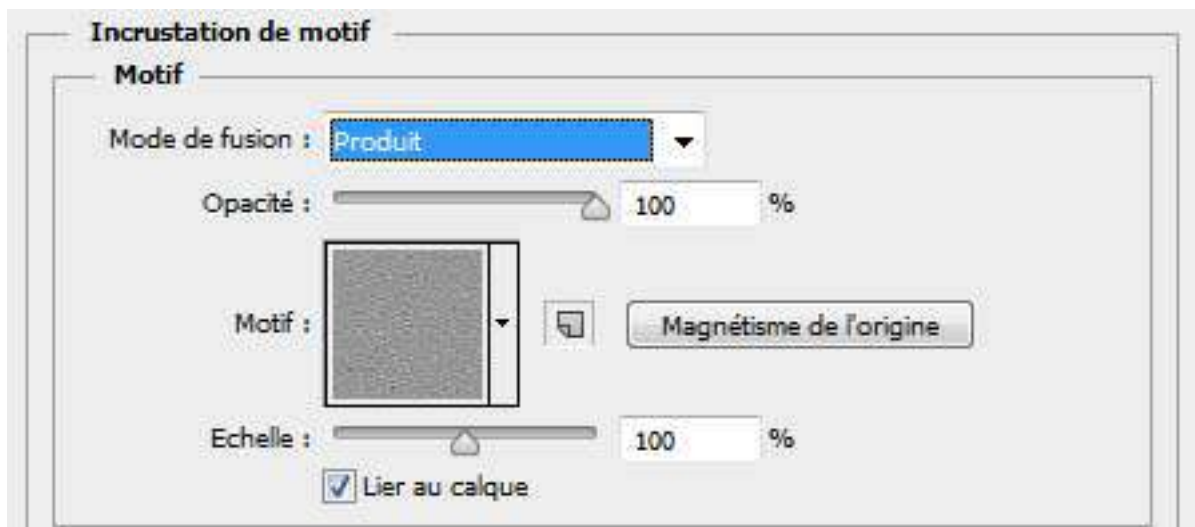 Incrustation de motif
Motif
Mode de fusion : Produit
Opacité : 100 %
Motif : Magnétisme de l'origine
Echelle : 100 %
Lier au calque